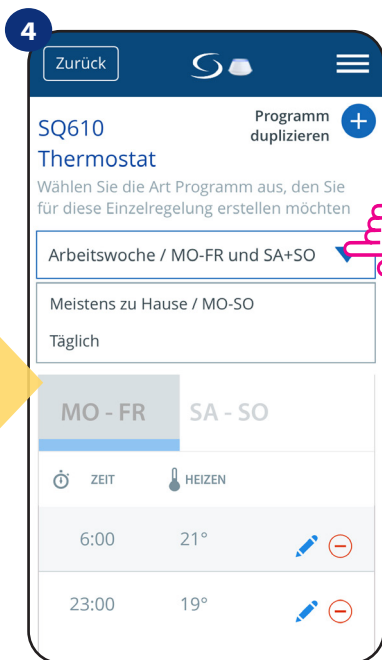 4
Zurück
Programm
duplizieren
SQ610
Thermostat
Wählen Sie die Art Programm aus, den Sie
für diese Einzelregelung erstellen möchten
Arbeitswoche / MO-FR und SA+SO
Meistens zu Hause / MO-SO
Täglich
MO - FR SA - SO
ZEIT HEIZEN
6:00 21°
23:00 19°